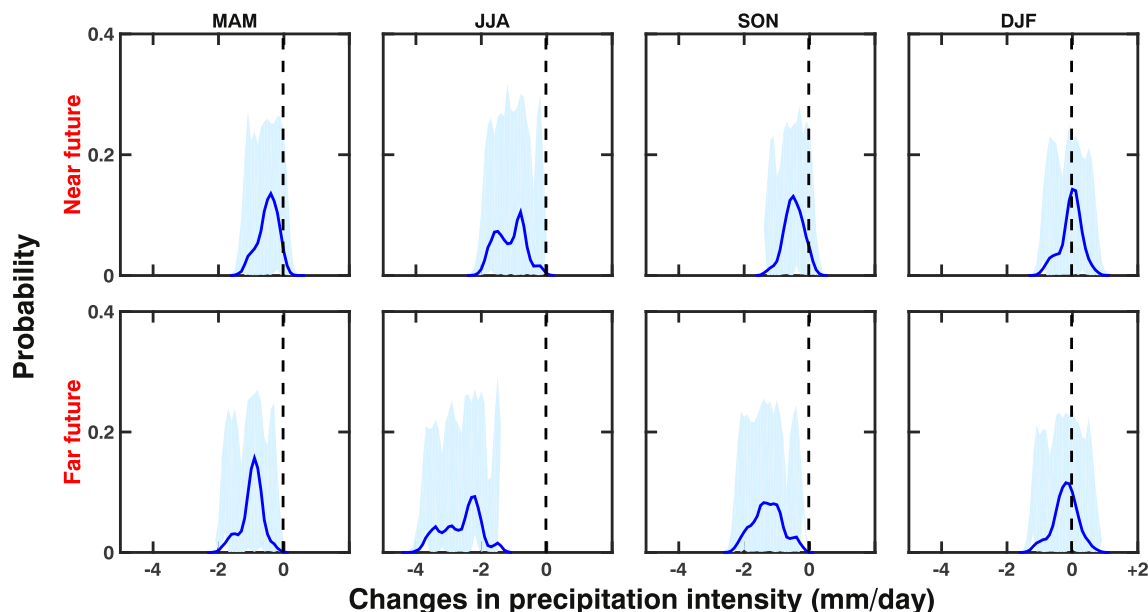 MAM JJA SON DJF
0.4
Near future
0.2
0
Probability
0.4
Far future
0.2
0
-4 -2 0 -4 -2 0 -4 -2 0 -4 -2 0 +2
Changes in precipitation intensity (mm/day)